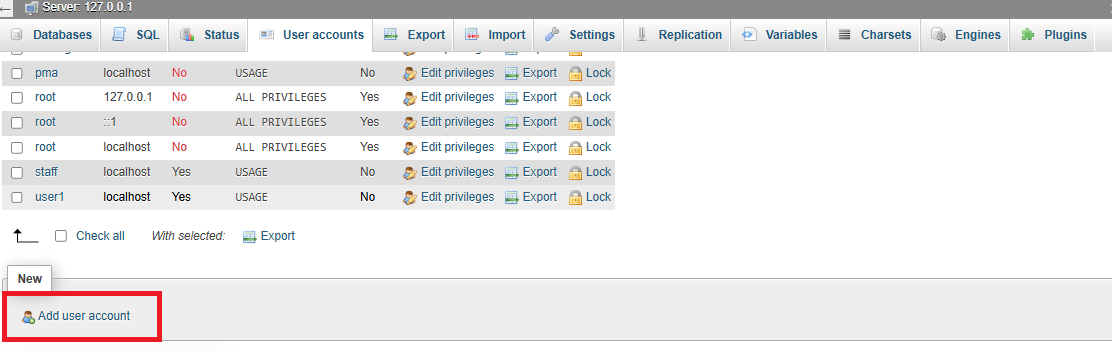 Server: 127.0.0.1
Databases SQL Status User accounts Export Import Settings Replication Variables Charsets Engines Plugins
pma localhost No USAGE No Edit privileges Export Lock
root 127.0.0.1 No ALL PRIVILEGES Yes Edit privileges Export Lock
root ::1 No ALL PRIVILEGES Yes Edit privileges Export Lock
root localhost No ALL PRIVILEGES Yes Edit privileges Export Lock
staff localhost Yes USAGE No Edit privileges Export Lock
user1 localhost Yes USAGE No Edit privileges Export Lock
Check all With selected: Export
New
Add user account